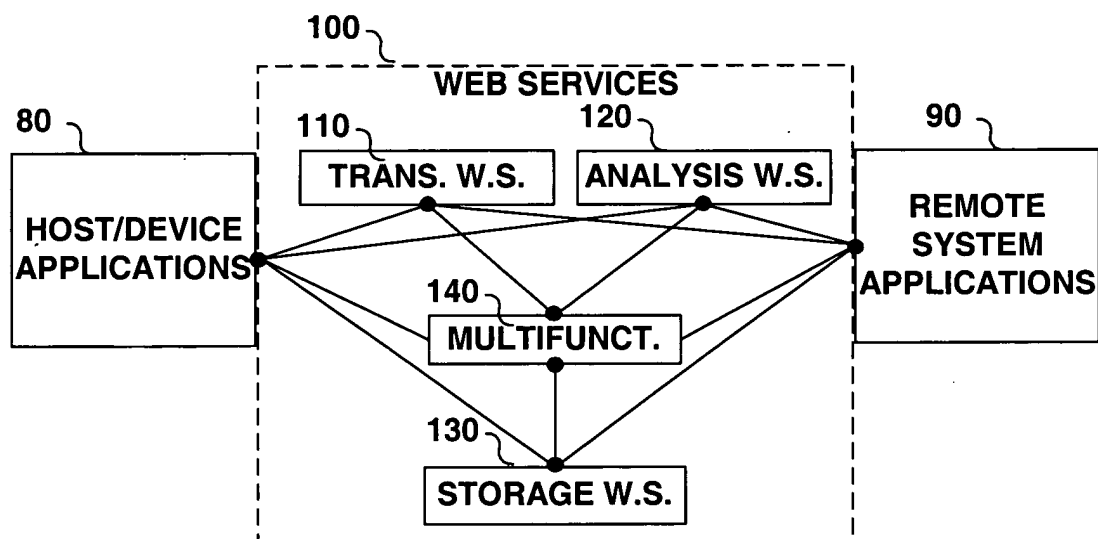 100
WEB SERVICES
80
110
120
90
TRANS. W.S.
ANALYSIS W.S.
HOST/DEVICE
APPLICATIONS
REMOTE
SYSTEM
APPLICATIONS
140
MULTIFUNCT.
130
STORAGE W.S.